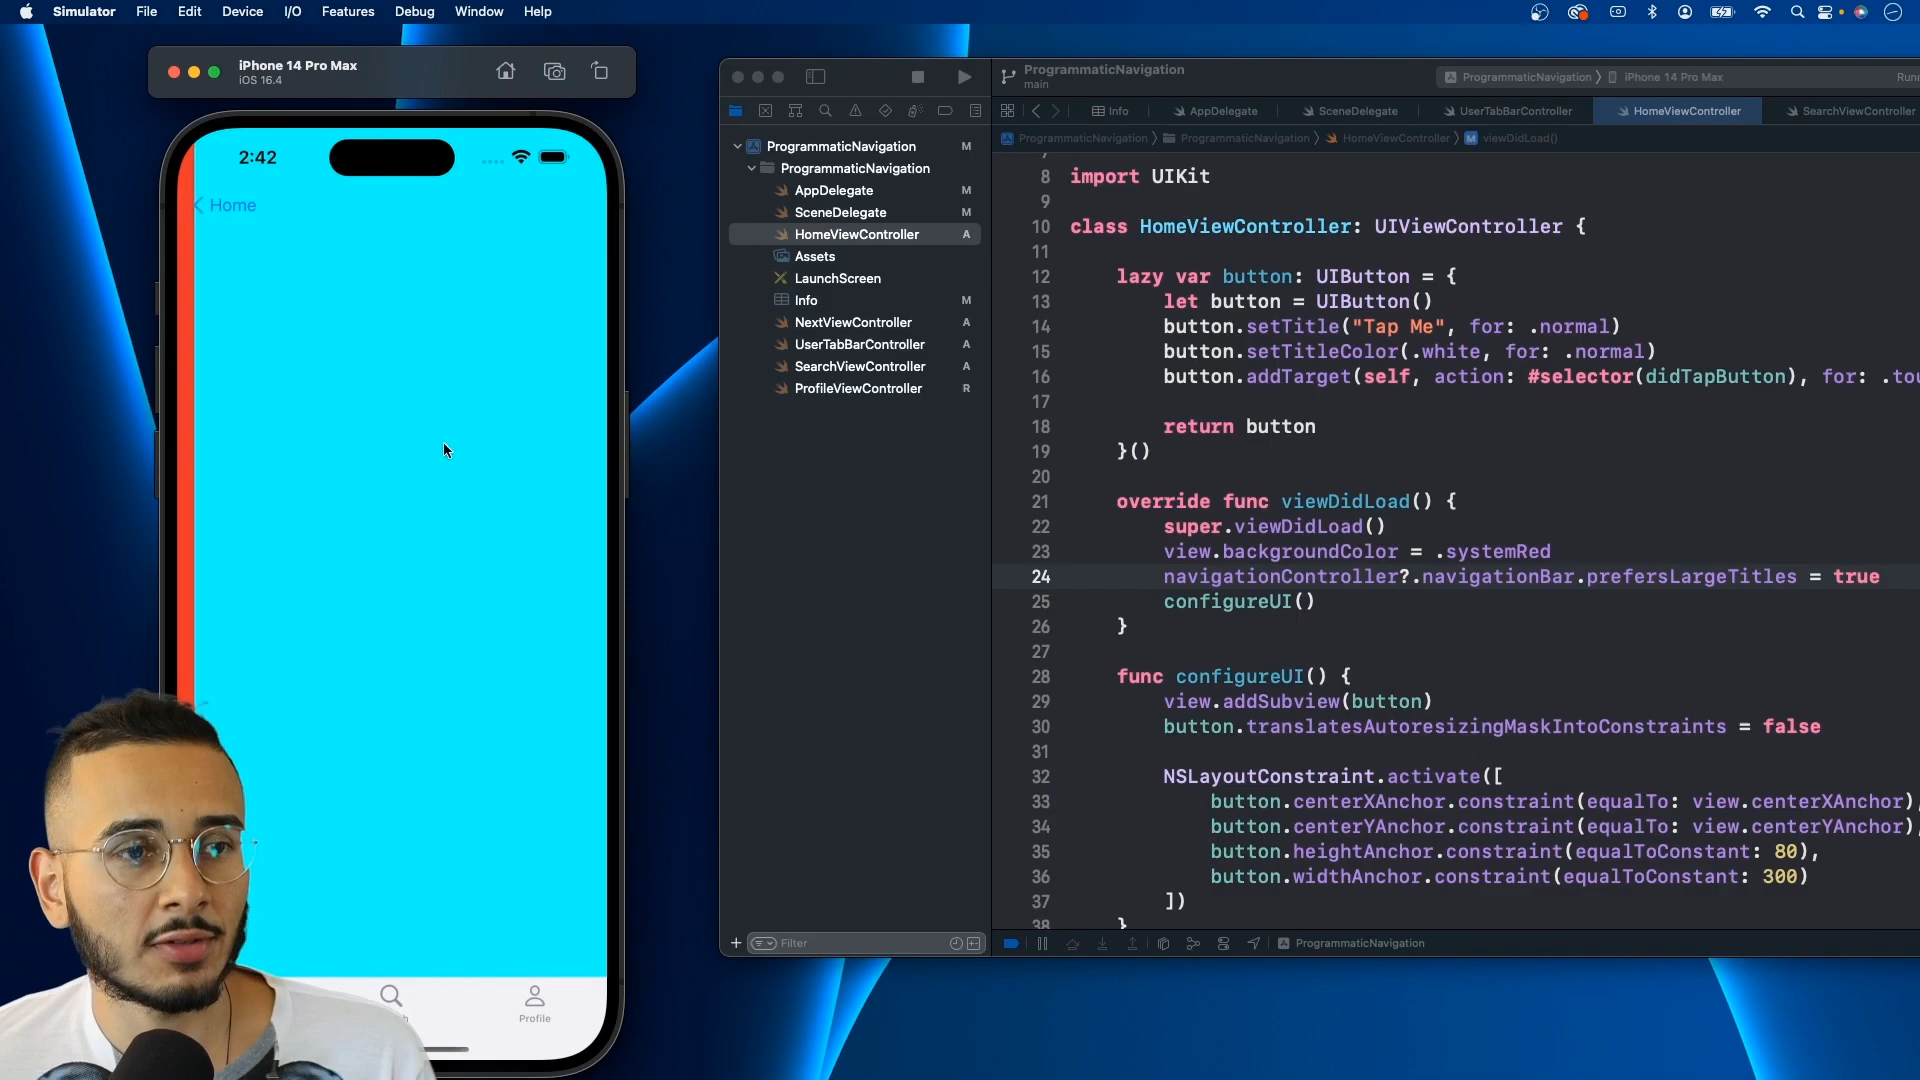 Simulator File Edit Device I/O Features Debug Window Help
iPhone 14 Pro Max
iOS 16.4
2:42
Home
Profile
ProgrammaticNavigation
main
ProgrammaticNavigation
iPhone 14 Pro Max
Info
AppDelegate
SceneDelegate
UserTabBarController
HomeViewController
SearchViewController
ProgrammaticNavigation
ProgrammaticNavigation
HomeViewController
M viewDidLoad()
ProgrammaticNavigation M
ProgrammaticNavigation
AppDelegate M
SceneDelegate M
HomeViewController A
Assets
LaunchScreen
Info M
NextViewController A
UserTabBarController A
SearchViewController A
ProfileViewController R
Filter
8 import UIKit
9
10 class HomeViewController: UIViewController {
11
12 lazy var button: UIButton = {
13 let button = UIButton()
14 button.setTitle("Tap Me", for: .normal)
15 button.setTitleColor(.white, for: .normal)
16 button.addTarget(self, action: #selector(didTapButton), for: .tou
17
18 return button
19 }()
20
21 override func viewDidLoad() {
22 super.viewDidLoad()
23 view.backgroundColor = .systemRed
24 navigationController?.navigationBar.prefersLargeTitles = true
25 configureUI()
26 }
27
28 func configureUI() {
29 view.addSubview(button)
30 button.translatesAutoresizingMaskIntoConstraints = false
31
32 NSLayoutConstraint.activate([
33 button.centerXAnchor.constraint(equalTo: view.centerXAnchor),
34 button.centerYAnchor.constraint(equalTo: view.centerYAnchor),
35 button.heightAnchor.constraint(equalToConstant: 80),
36 button.widthAnchor.constraint(equalToConstant: 300)
37 ])
38 }
ProgrammaticNavigation